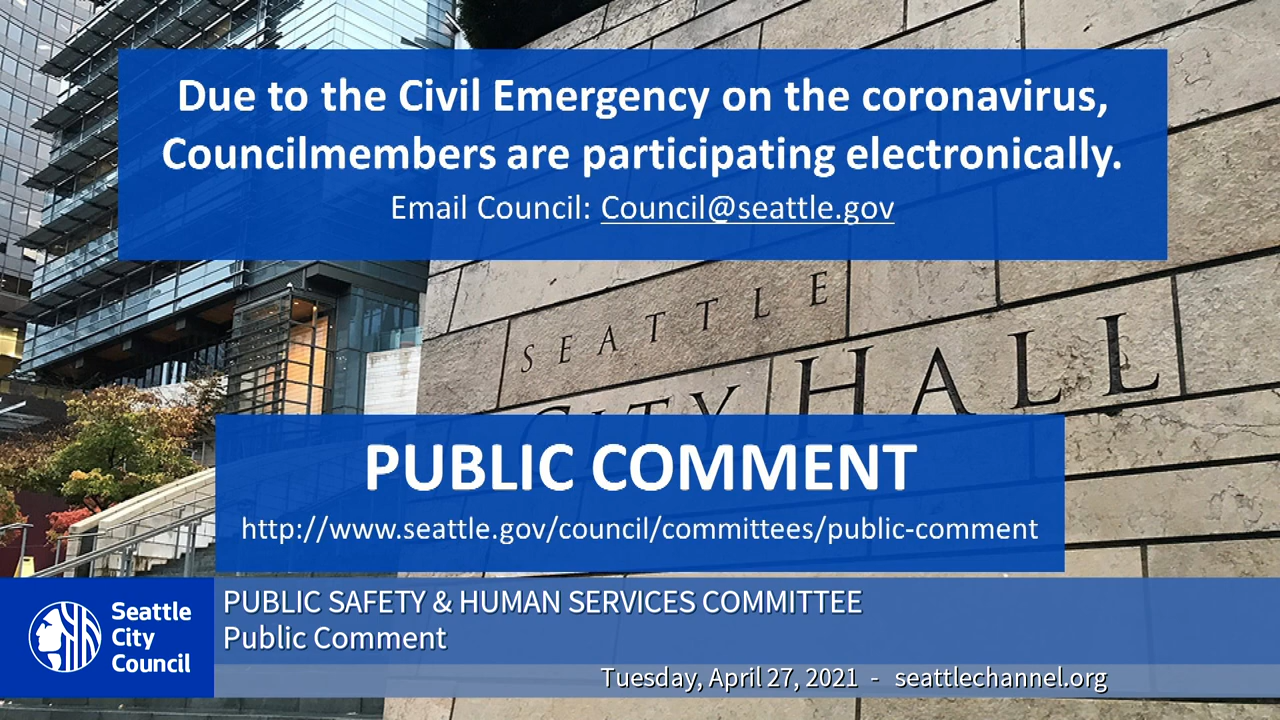 Due to the Civil Emergency on the coronavirus,
Councilmembers are participating electronically.
Email Council: Council@seattle.gov
SEATTLE
CITY HALL
PUBLIC COMMENT
http://www.seattle.gov/council/committees/public-comment
PUBLIC SAFETY & HUMAN SERVICES COMMITTEE
Public Comment
Seattle
City
Council
Tuesday, April 27, 2021 - seattlechannel.org